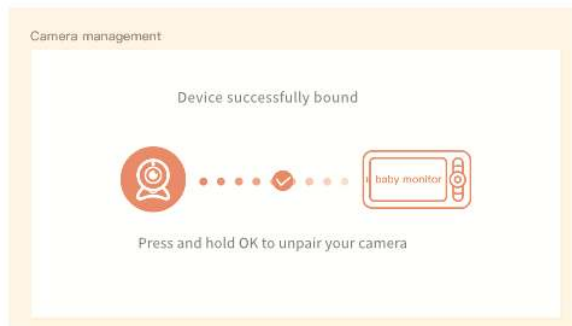 Camera management
Device successfully bound
baby monitor
Press and hold OK to unpair your camera